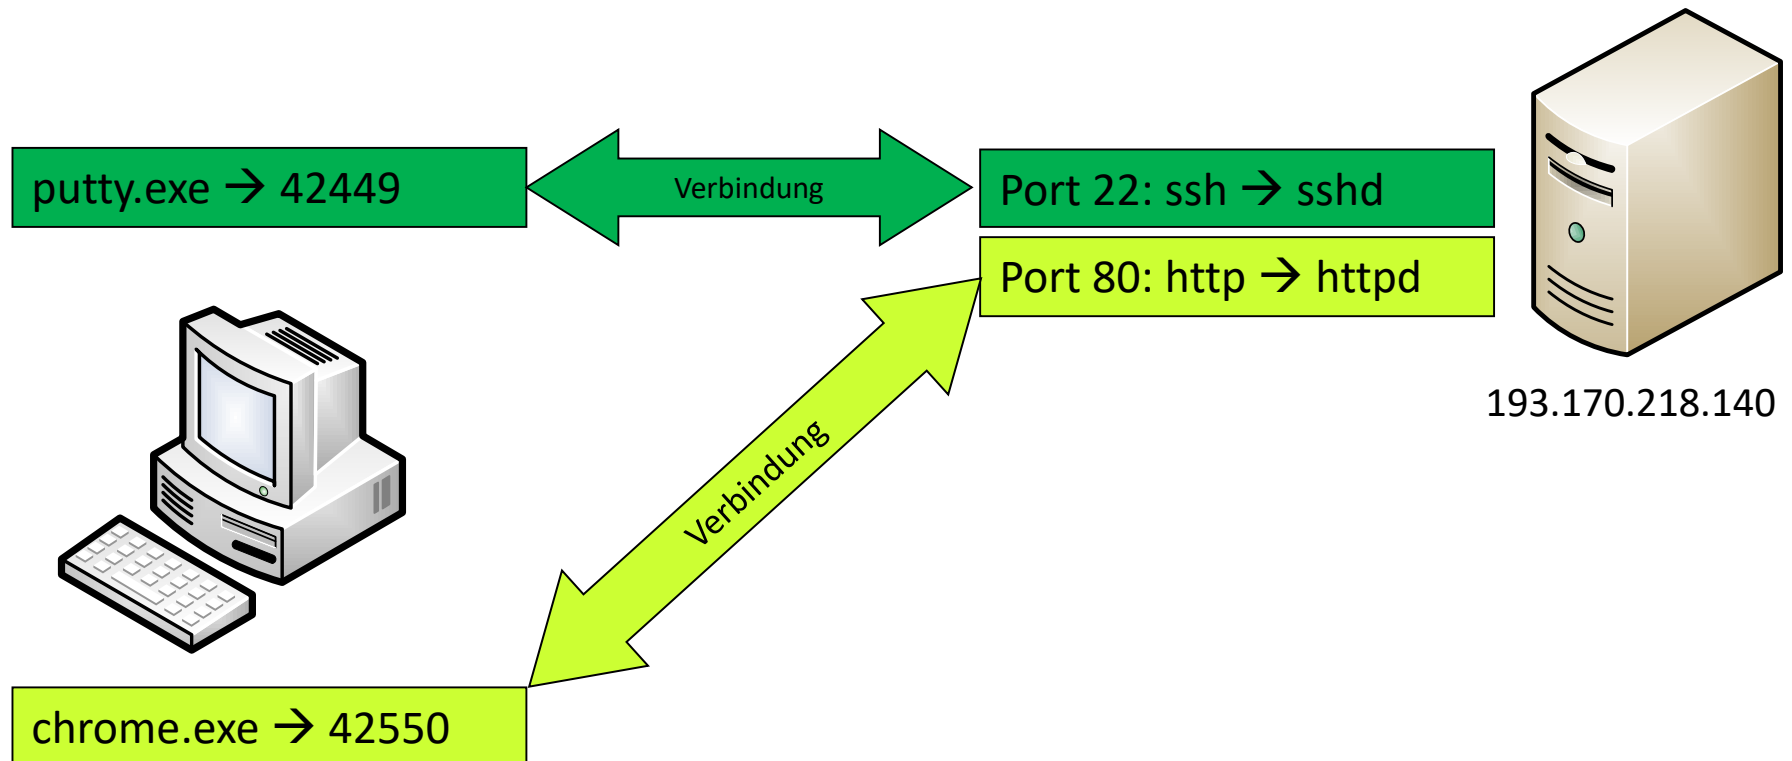 putty.exe → 42449
Verbindung
Port 22: ssh → sshd
Port 80: http → httpd
193.170.218.140
Verbindung
chrome.exe → 42550